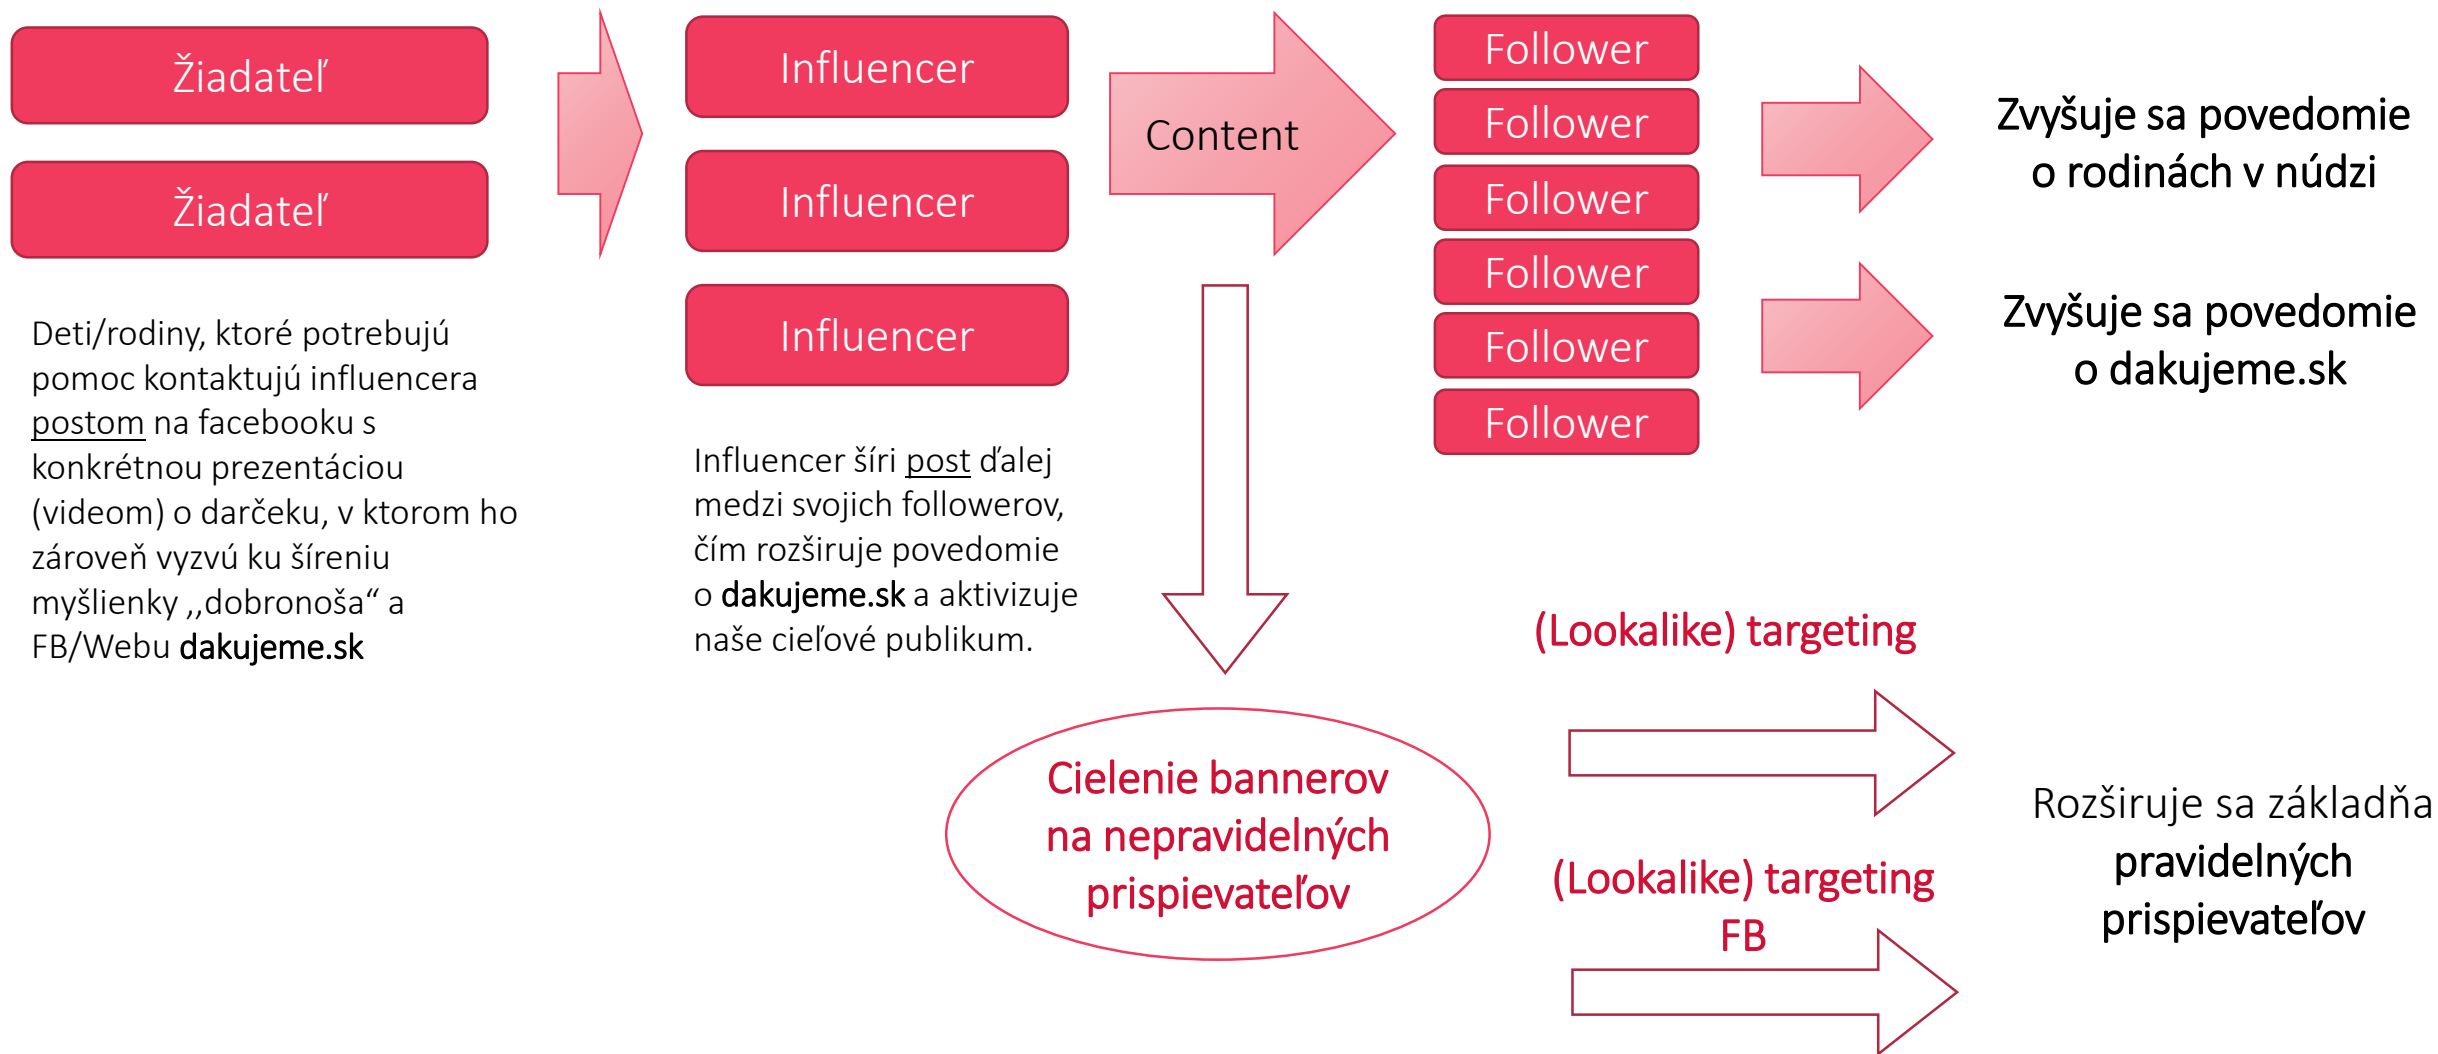 Žiadateľ
Žiadateľ
Deti/rodiny, ktoré potrebujú
pomoc kontaktujú influencera
postom na facebooku s
konkrétnou prezentáciou
(videom) o darčeku, v ktorom ho
zároveň vyzvú ku šíreniu
myšlienky ,,dobronoša“ a
FB/Webu dakujeme.sk
Influencer
Influencer
Influencer
Influencer šíri post ďalej
medzi svojich followerov,
čím rozširuje povedomie
o dakujeme.sk a aktivizuje
naše cieľové publikum.
Content
Follower
Follower
Follower
Follower
Follower
Follower
Zvyšuje sa povedomie
o rodinách v núdzi
Zvyšuje sa povedomie
o dakujeme.sk
Cielenie bannerov
na nepravidelných
prispievateľov
(Lookalike) targeting
(Lookalike) targeting
FB
Rozširuje sa základňa
pravidelných
prispievateľov